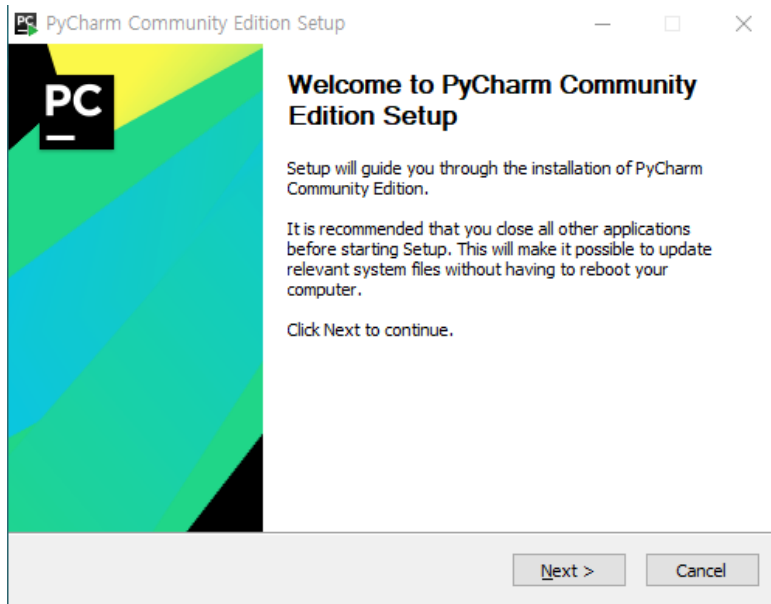 PyCharm Community Edition Setup
PC
Welcome to PyCharm Community
Edition Setup
Setup will guide you through the installation of PyCharm
Community Edition.
It is recommended that you close all other applications
before starting Setup. This will make it possible to update
relevant system files without having to reboot your
computer.
Click Next to continue.
Next >
Cancel